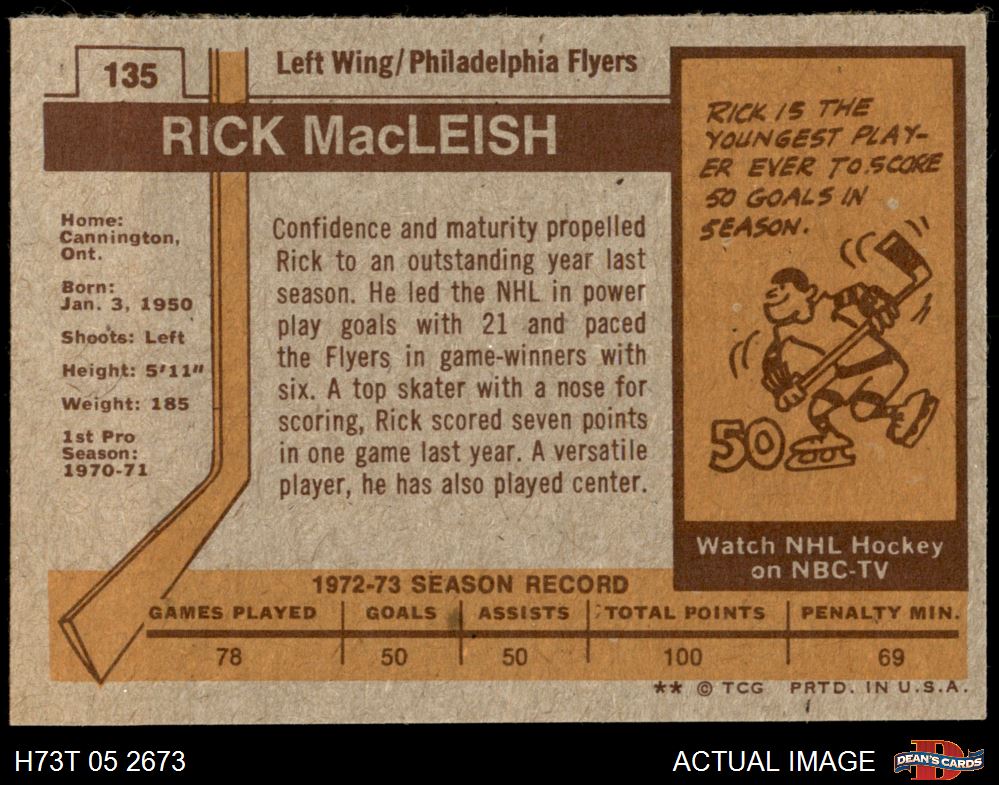 135
Left Wing/Philadelphia Flyers
RICK MacLEISH
Home:
Cannington,
Ont.
Born:
Jan. 3, 1950
Shoots: Left
Height: 5'11"
Weight: 185
1st Pro
Season:
1970-71
Confidence and maturity propelled
Rick to an outstanding year last
season. He led the NHL in power
play goals with 21 and paced
the Flyers in game-winners with
six. A top skater with a nose for
scoring, Rick scored seven points
in one game last year. A versatile
player, he has also played center.
RICK IS THE
YOUNGEST PLAY-
ER EVER TO SCORE
50 GOALS IN
SEASON.
50
Watch NHL Hockey
on NBC-TV
1972-73 SEASON RECORD
GAMES PLAYED GOALS ASSISTS TOTAL POINTS PENALTY MIN.
78 50 50 100 69
** © TCG PRTD. IN U.S.A.
H73T 05 2673
ACTUAL IMAGE
D
DEAN'S CARDS